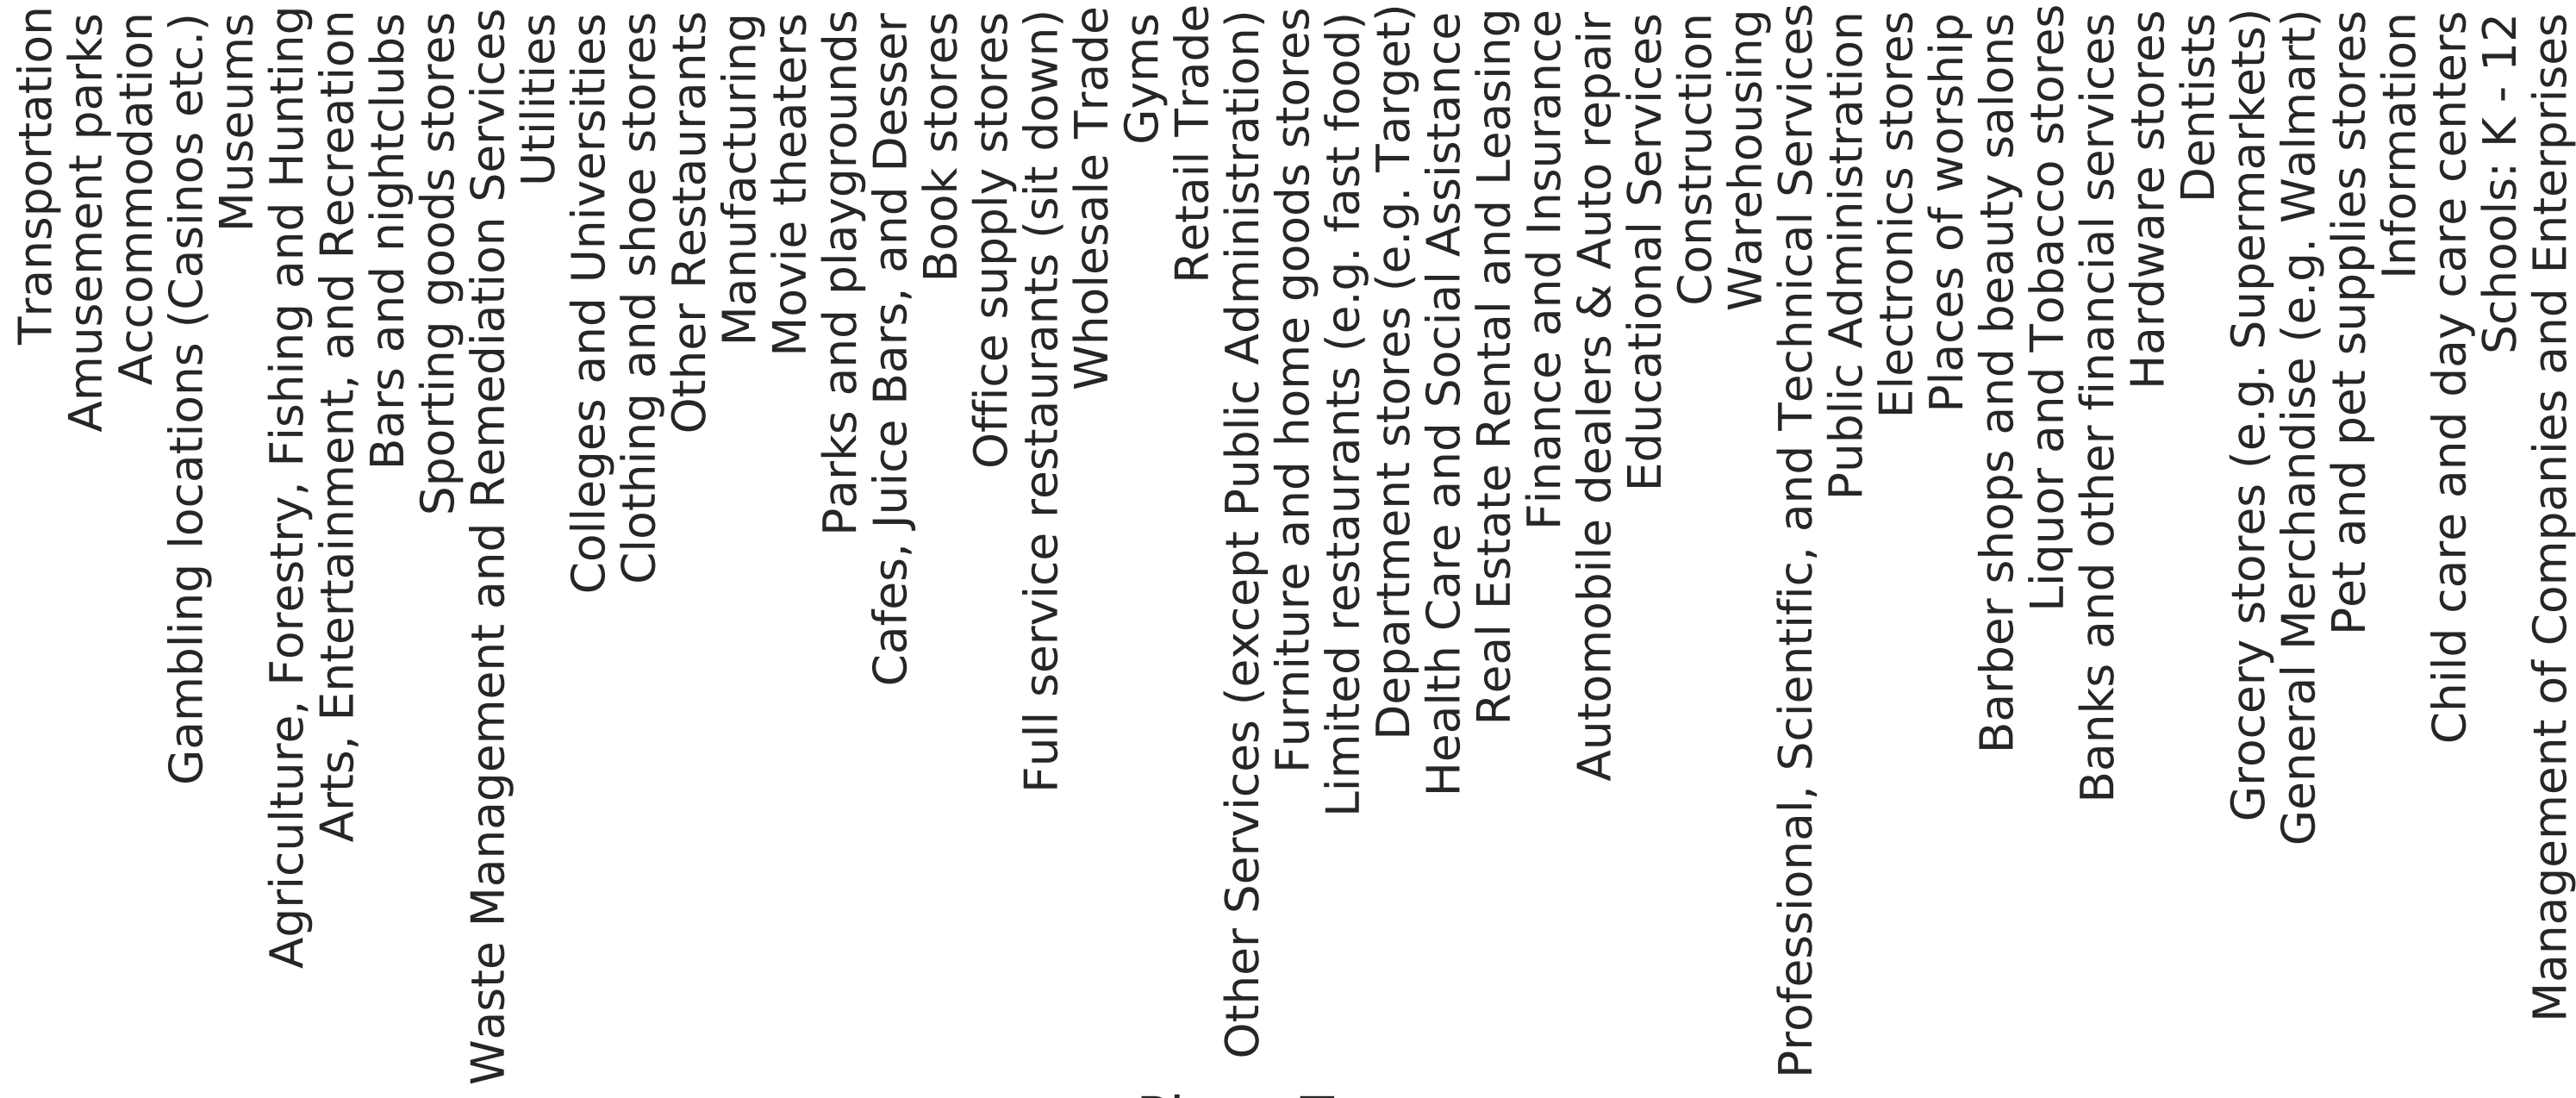 Transportation
Amusement parks
Accommodation
Gambling locations (Casinos etc.)
Museums
Agriculture, Forestry, Fishing and Hunting
Arts, Entertainment, and Recreation
Bars and nightclubs
Sporting goods stores
Waste Management and Remediation Services
Utilities
Colleges and Universities
Clothing and shoe stores
Other Restaurants
Manufacturing
Movie theaters
Parks and playgrounds
Cafes, Juice Bars, and Desser
Book stores
Office supply stores
Full service restaurants (sit down)
Wholesale Trade
Gyms
Retail Trade
Other Services (except Public Administration)
Furniture and home goods stores
Limited restaurants (e.g. fast food)
Department stores (e.g. Target)
Health Care and Social Assistance
Real Estate Rental and Leasing
Finance and Insurance
Automobile dealers & Auto repair
Educational Services
Construction
Warehousing
Professional, Scientific, and Technical Services
Public Administration
Electronics stores
Places of worship
Barber shops and beauty salons
Liquor and Tobacco stores
Banks and other financial services
Hardware stores
Dentists
Grocery stores (e.g. Supermarkets)
General Merchandise (e.g. Walmart)
Pet and pet supplies stores
Information
Child care and day care centers
Schools: K - 12
Management of Companies and Enterprises